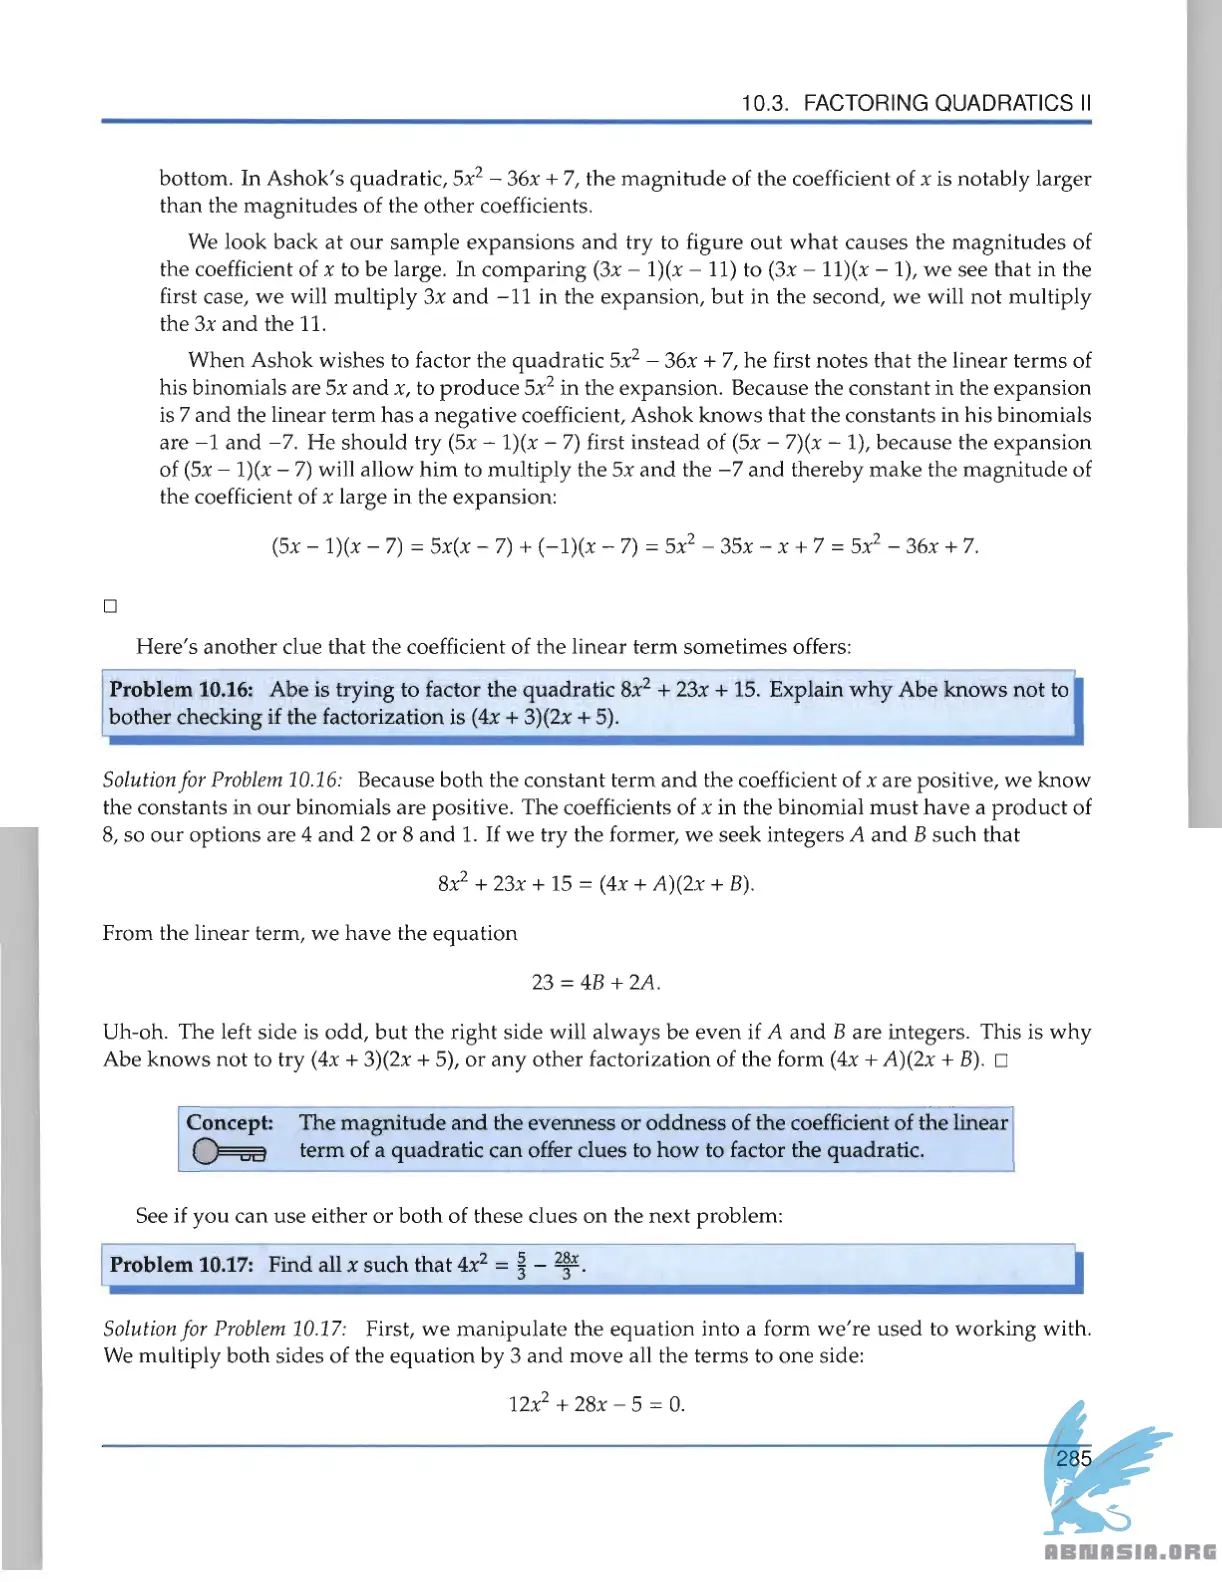 10.3. FACTORING QUADRATICS II
bottom. In Ashok's quadratic, 5x² − 36x + 7, the magnitude of the coefficient of x is notably larger
than the magnitudes of the other coefficients.
We look back at our sample expansions and try to figure out what causes the magnitudes of
the coefficient of x to be large. In comparing (3x − 1)(x − 11) to (3x − 11)(x − 1), we see that in the
first case, we will multiply 3x and −11 in the expansion, but in the second, we will not multiply
the 3x and the 11.
When Ashok wishes to factor the quadratic 5x² − 36x + 7, he first notes that the linear terms of
his binomials are 5x and x, to produce 5x² in the expansion. Because the constant in the expansion
is 7 and the linear term has a negative coefficient, Ashok knows that the constants in his binomials
are −1 and −7. He should try (5x − 1)(x − 7) first instead of (5x − 7)(x − 1), because the expansion
of (5x − 1)(x − 7) will allow him to multiply the 5x and the −7 and thereby make the magnitude of
the coefficient of x large in the expansion:
(5x − 1)(x − 7) = 5x(x − 7) + (−1)(x − 7) = 5x² − 35x − x + 7 = 5x² − 36x + 7.
□
Here's another clue that the coefficient of the linear term sometimes offers:
Problem 10.16: Abe is trying to factor the quadratic 8x² + 23x + 15. Explain why Abe knows not to
bother checking if the factorization is (4x + 3)(2x + 5).
Solution for Problem 10.16: Because both the constant term and the coefficient of x are positive, we know
the constants in our binomials are positive. The coefficients of x in the binomial must have a product of
8, so our options are 4 and 2 or 8 and 1. If we try the former, we seek integers A and B such that
8x² + 23x + 15 = (4x + A)(2x + B).
From the linear term, we have the equation
23 = 4B + 2A.
Uh-oh. The left side is odd, but the right side will always be even if A and B are integers. This is why
Abe knows not to try (4x + 3)(2x + 5), or any other factorization of the form (4x + A)(2x + B). □
Concept: The magnitude and the evenness or oddness of the coefficient of the linear
term of a quadratic can offer clues to how to factor the quadratic.
See if you can use either or both of these clues on the next problem:
Problem 10.17: Find all x such that 4x² = 5/3 − 28x/3.
Solution for Problem 10.17: First, we manipulate the equation into a form we're used to working with.
We multiply both sides of the equation by 3 and move all the terms to one side:
12x² + 28x − 5 = 0.
285
ABNASIA.ORG